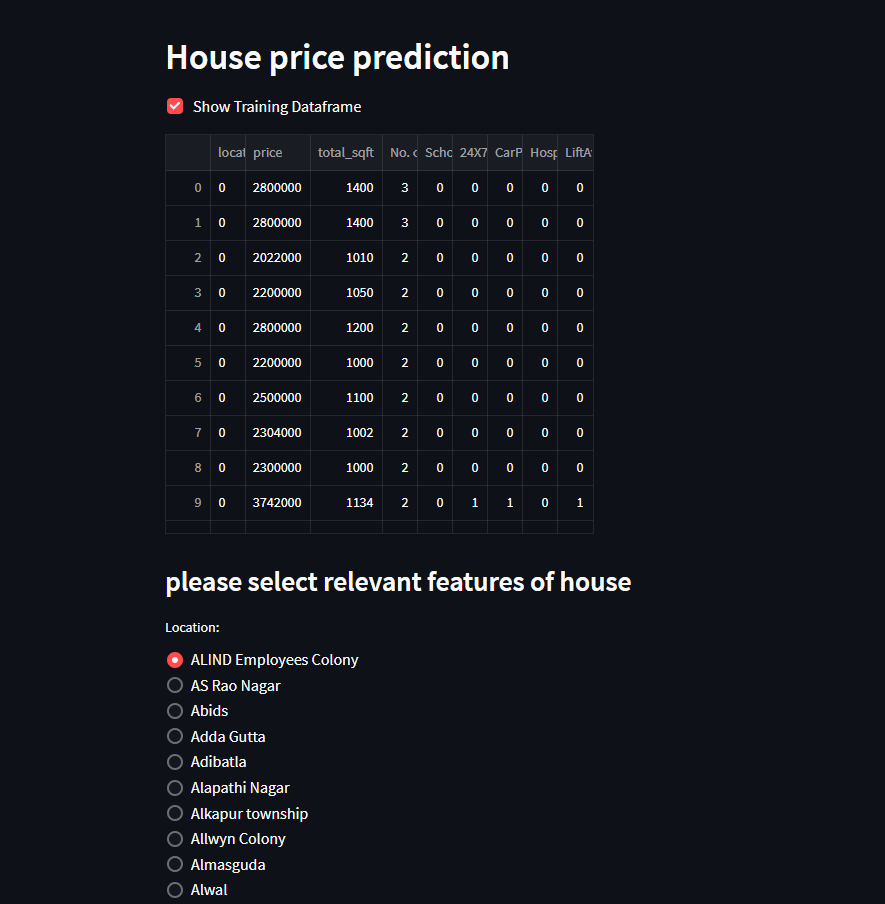 House price prediction
Show Training Dataframe
locat price total_sqft No. c Scho 24X7 CarP Hosp LiftA
0 0 2800000 1400 3 0 0 0 0 0
1 0 2800000 1400 3 0 0 0 0 0
2 0 2022000 1010 2 0 0 0 0 0
3 0 2200000 1050 2 0 0 0 0 0
4 0 2800000 1200 2 0 0 0 0 0
5 0 2200000 1000 2 0 0 0 0 0
6 0 2500000 1100 2 0 0 0 0 0
7 0 2304000 1002 2 0 0 0 0 0
8 0 2300000 1000 2 0 0 0 0 0
9 0 3742000 1134 2 0 1 1 0 1
please select relevant features of house
Location:
ALIND Employees Colony
AS Rao Nagar
Abids
Adda Gutta
Adibatla
Alapathi Nagar
Alkapur township
Allwyn Colony
Almasguda
Alwal